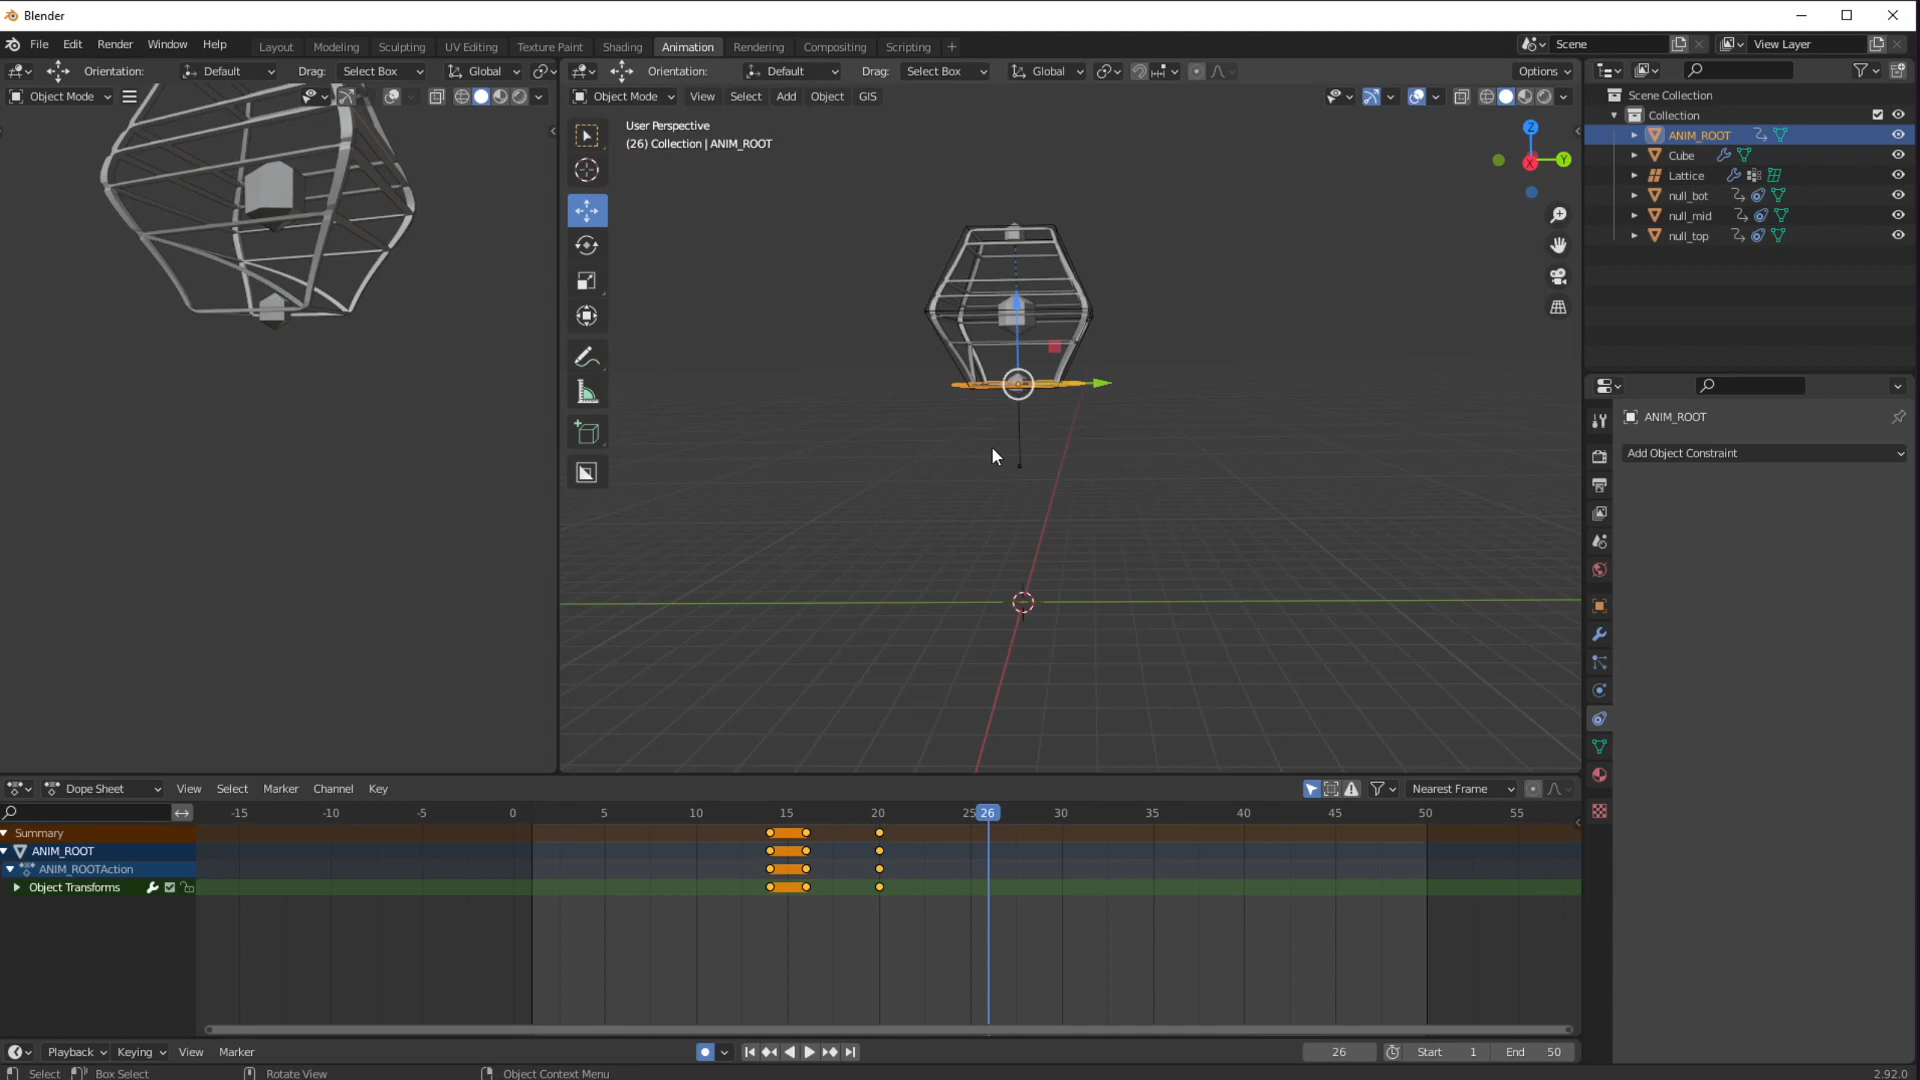 Blender
File Edit Render Window Help
Layout Modeling Sculpting UV Editing Texture Paint Shading Animation Rendering Compositing Scripting +
Scene
View Layer
Orientation: Default Drag: Select Box Global
Orientation: Default Drag: Select Box Global Options
Object Mode
Object Mode View Select Add Object GIS
User Perspective
(26) Collection | ANIM_ROOT
Z
Y
X
Scene Collection
Collection
ANIM_ROOT
Cube
Lattice
null_bot
null_mid
null_top
ANIM_ROOT
Add Object Constraint
Dope Sheet View Select Marker Channel Key Nearest Frame
-15 -10 -5 0 5 10 15 20 25 26 30 35 40 45 50 55
Summary
ANIM_ROOT
ANIM_ROOTAction
Object Transforms
Playback Keying View Marker 26 Start 1 End 50
Select Box Select Rotate View Object Context Menu 2.92.0